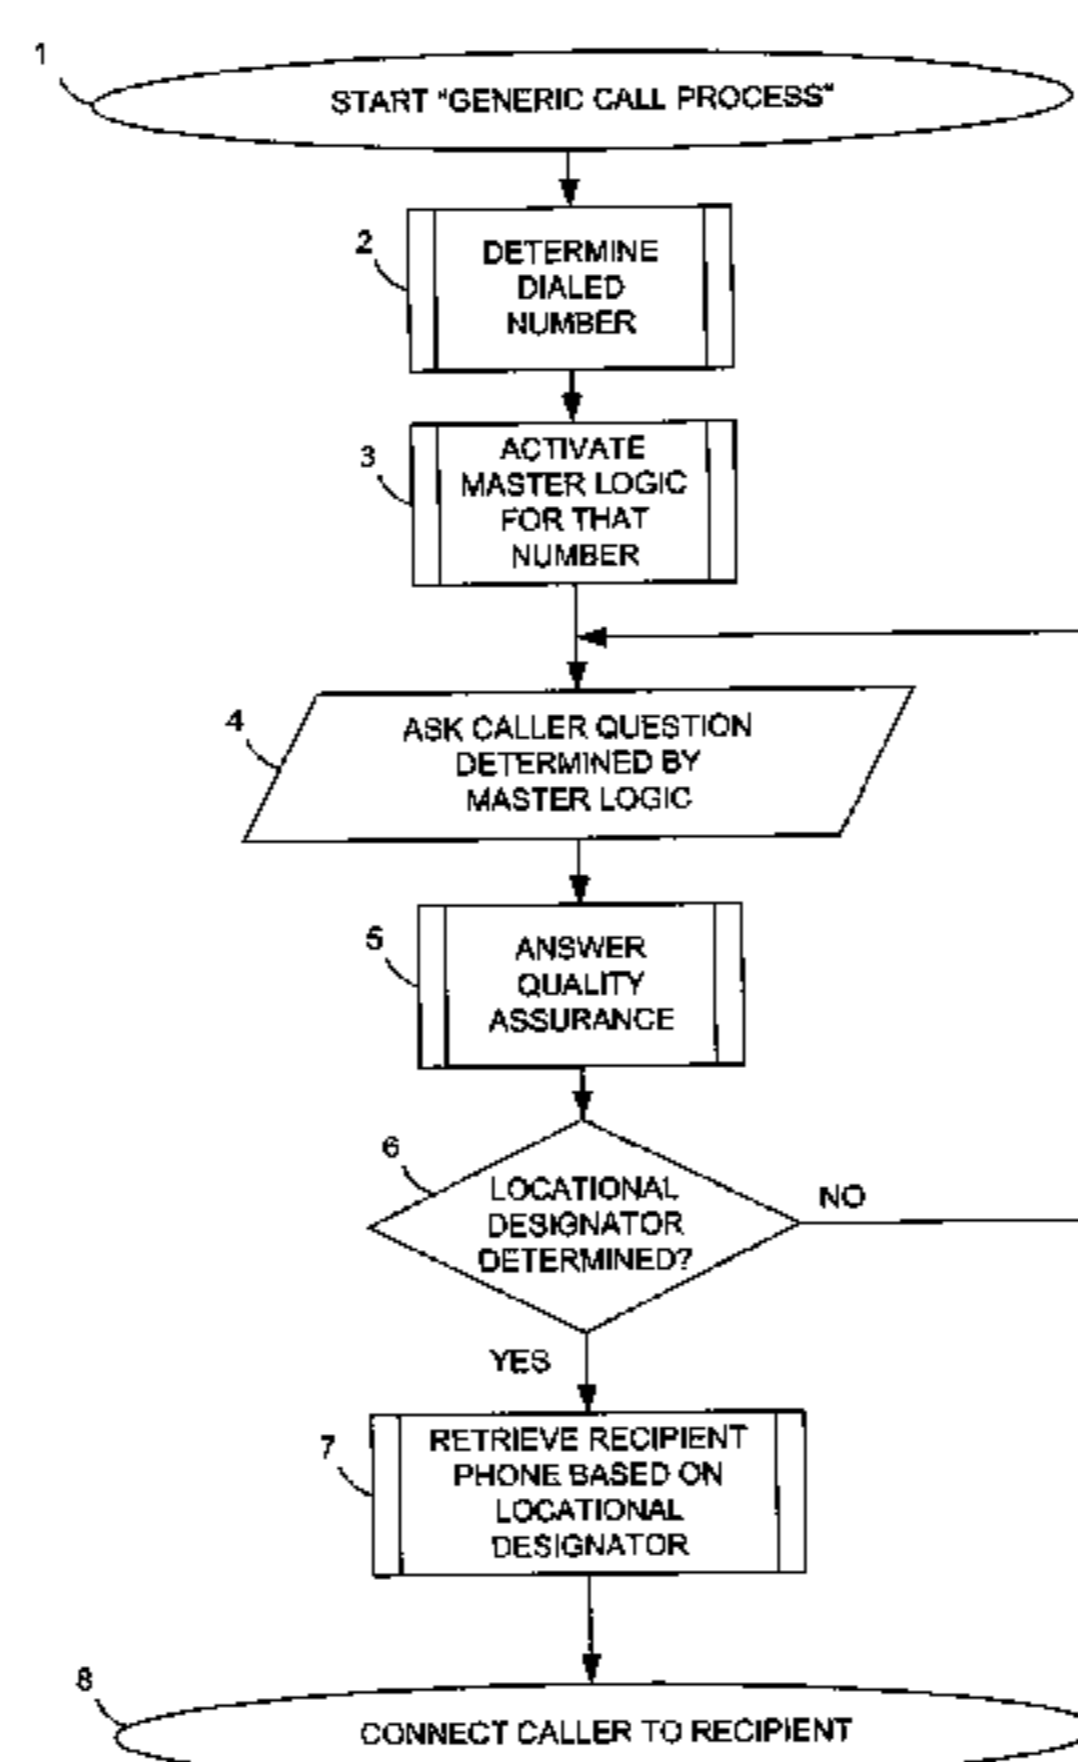 1
START "GENERIC CALL PROCESS"
2
DETERMINE
DIALED
NUMBER
3
ACTIVATE
MASTER LOGIC
FOR THAT
NUMBER
4
ASK CALLER QUESTION
DETERMINED BY
MASTER LOGIC
5
ANSWER
QUALITY
ASSURANCE
6
LOCATIONAL
DESIGNATOR
DETERMINED?
NO
YES
7
RETRIEVE RECIPIENT
PHONE BASED ON
LOCATIONAL
DESIGNATOR
8
CONNECT CALLER TO RECIPIENT